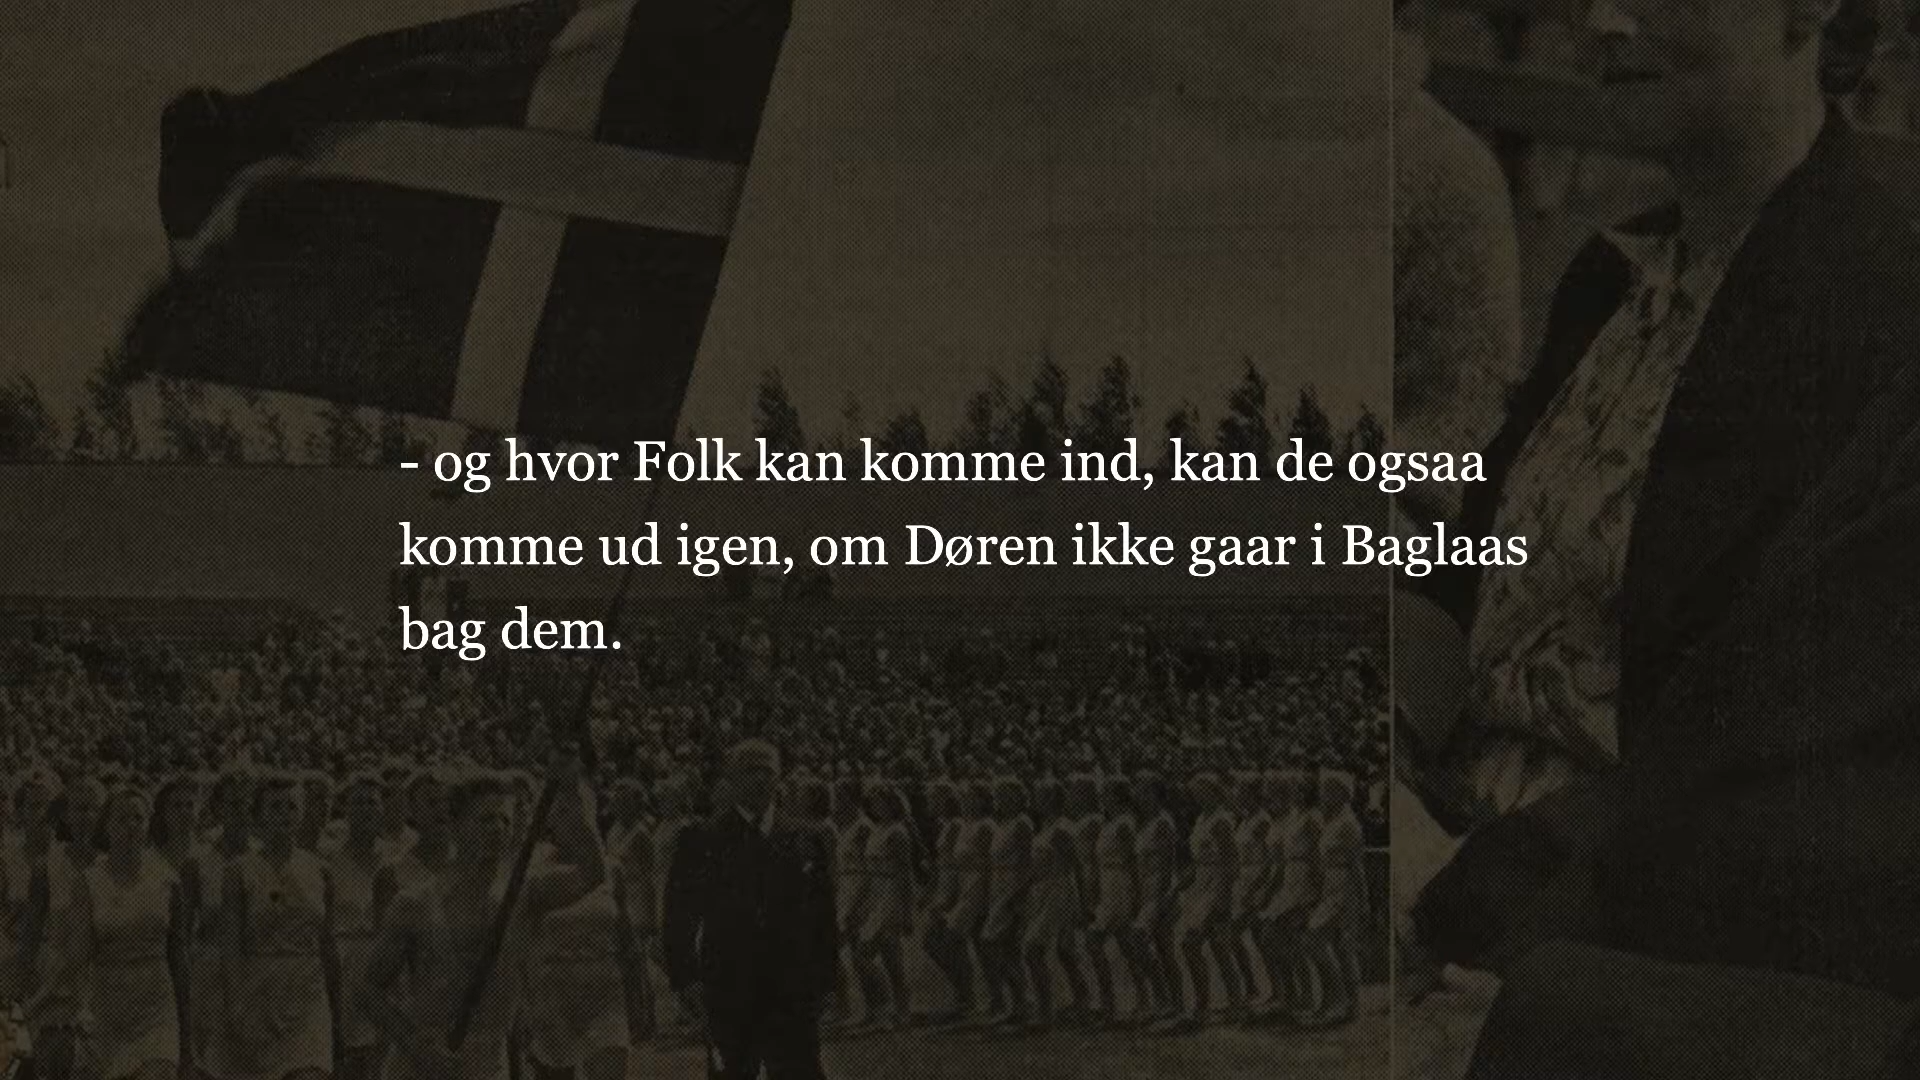 - og hvor Folk kan komme ind, kan de ogsaa
komme ud igen, om Døren ikke gaar i Baglaas
bag dem.